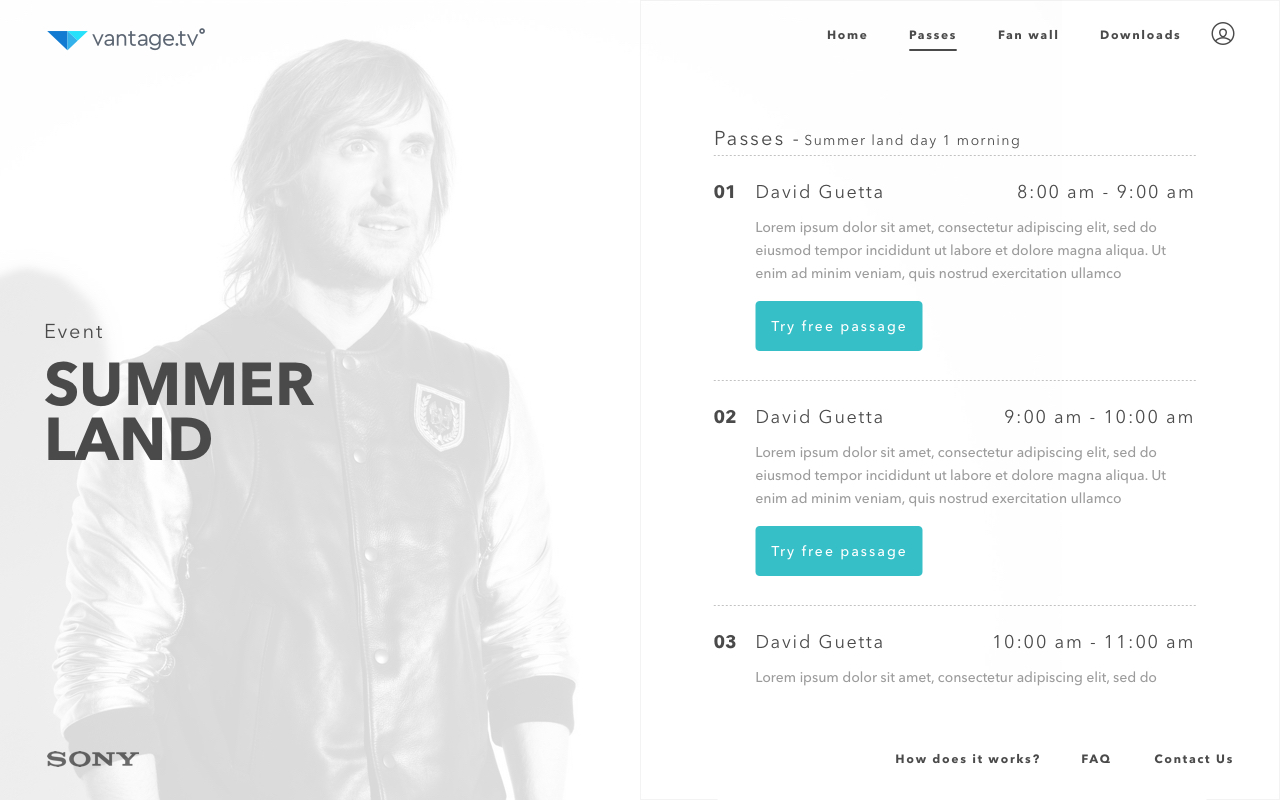 vantage.tv
Home
Passes
Fan wall
Downloads
Event
SUMMER
LAND
SONY
Passes - Summer land day 1 morning
01 David Guetta 8:00 am - 9:00 am
Lorem ipsum dolor sit amet, consectetur adipiscing elit, sed do
eiusmod tempor incididunt ut labore et dolore magna aliqua. Ut
enim ad minim veniam, quis nostrud exercitation ullamco
Try free passage
02 David Guetta 9:00 am - 10:00 am
Lorem ipsum dolor sit amet, consectetur adipiscing elit, sed do
eiusmod tempor incididunt ut labore et dolore magna aliqua. Ut
enim ad minim veniam, quis nostrud exercitation ullamco
Try free passage
03 David Guetta 10:00 am - 11:00 am
Lorem ipsum dolor sit amet, consectetur adipiscing elit, sed do
How does it works?
FAQ
Contact Us